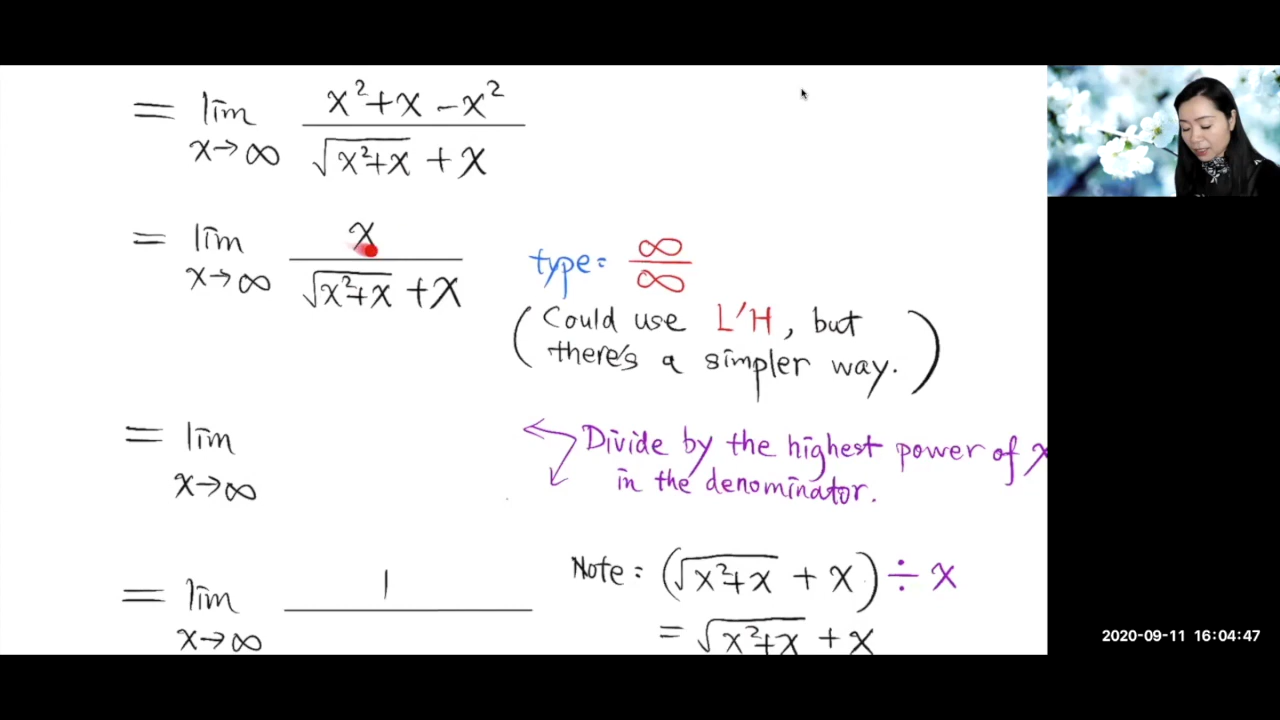 = lim x→∞ x²+x-x² / √x²+x + x
= lim x→∞ x / √x²+x + x
type: ∞/∞
(Could use L'H, but
there's a simpler way.)
= lim x→∞
Divide by the highest power of x
in the denominator.
= lim x→∞ 1
Note: (√x²+x + x) ÷ x
= √x²+x + x
2020-09-11 16:04:47